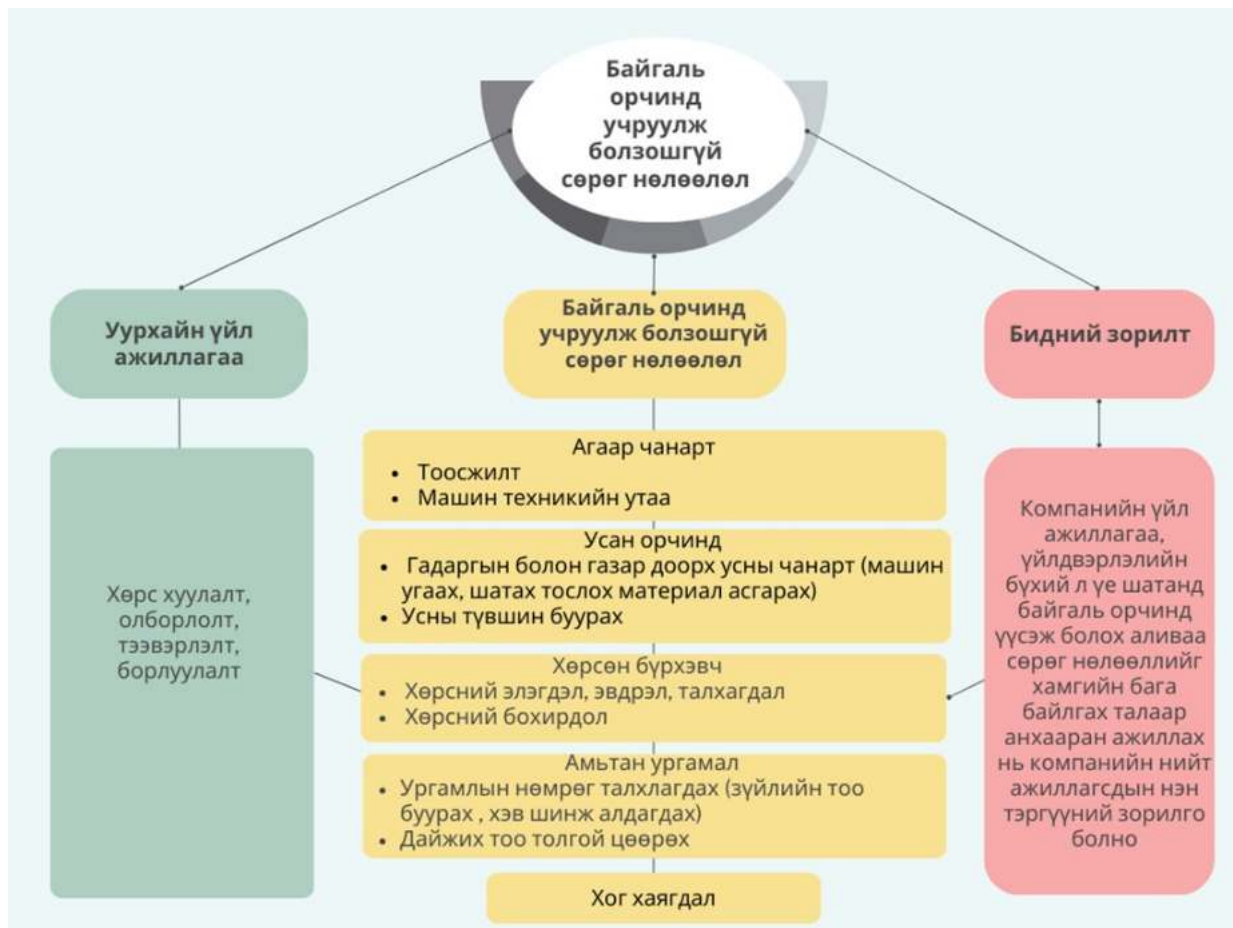 Байгаль
орчинд
учруулж
болзошгүй
сөрөг нөлөөлөл
Уурхайн үйл
ажиллагаа
Байгаль орчинд
учруулж болзошгүй
сөрөг нөлөөлөл
Бидний зорилт
Хөрс хуулалт,
олборлолт,
тээвэрлэлт,
борлуулалт
Агаар чанарт
• Тоосжилт
• Машин техникийн утаа
Усан орчинд
• Гадаргын болон газар доорх усны чанарт (машин
угаах, шатах тослох материал асгарах)
• Усны түвшин буурах
Хөрсөн бүрхэвч
• Хөрсний элэгдэл, эвдрэл, талхагдал
• Хөрсний бохирдол
Амьтан ургамал
• Ургамлын нөмрөг талхлагдах (зүйлийн тоо
буурах , хэв шинж алдагдах)
• Дайжих тоо толгой цөөрөх
Хог хаягдал
Компанийн үйл
ажиллагаа,
үйлдвэрлэлийн
бүхий л үе шатанд
байгаль орчинд
үүсэж болох аливаа
сөрөг нөлөөллийг
хамгийн бага
байлгах талаар
анхааран ажиллах
нь компанийн нийт
ажиллагсдын нэн
тэргүүний зорилго
болно